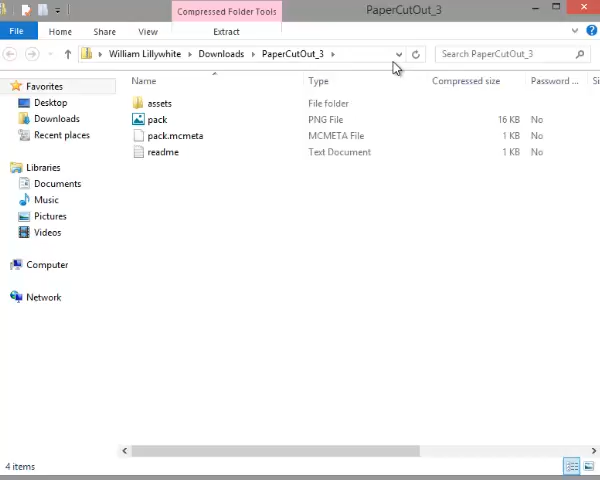 Compressed Folder Tools
PaperCutOut_3
File
Home
Share
View
Extract
William Lillywhite
Downloads
PaperCutOut_3
Search PaperCutOut_3
Name
Type
Compressed size
Password ...
Si
Favorites
Desktop
Downloads
Recent places
Libraries
Documents
Music
Pictures
Videos
Computer
Network
assets File folder
pack PNG File 16 KB No
pack.mcmeta MCMETA File 1 KB No
readme Text Document 1 KB No
4 items